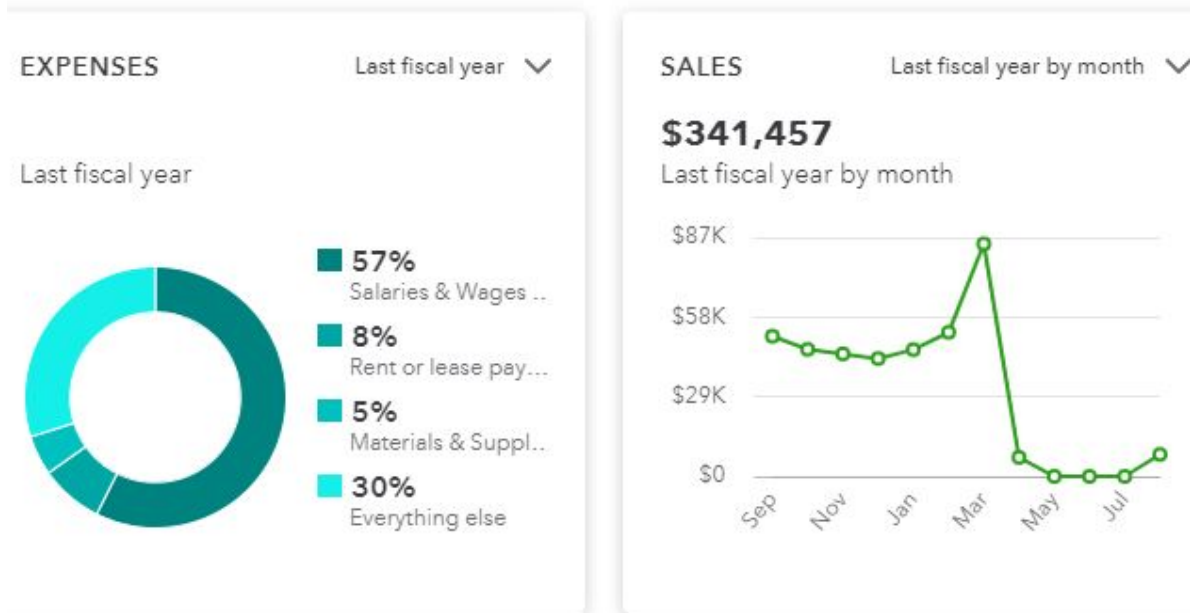 EXPENSES
Last fiscal year
Last fiscal year
57%
Salaries & Wages ..
8%
Rent or lease pay...
5%
Materials & Suppl..
30%
Everything else
SALES
Last fiscal year by month
$341,457
Last fiscal year by month
$87K
$58K
$29K
$0
Sep
Nov
Jan
Mar
May
Jul